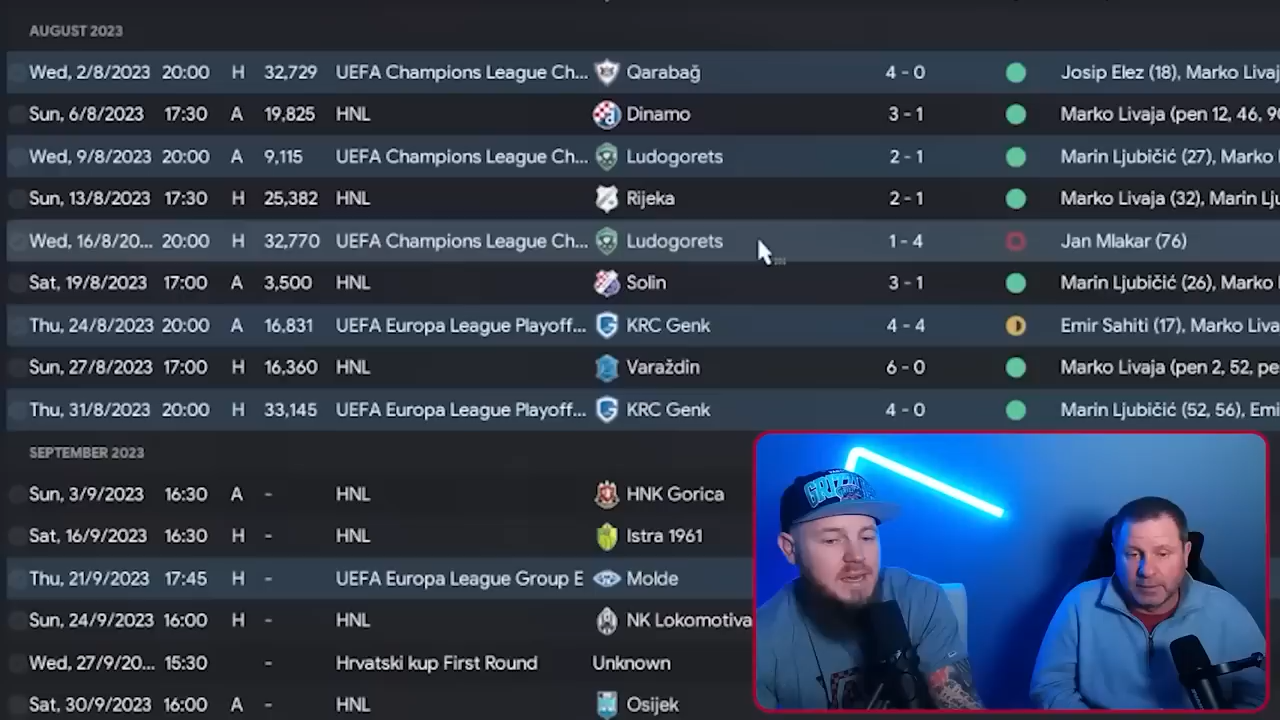 AUGUST 2023
Wed, 2/8/2023 20:00 H 32,729 UEFA Champions League Ch... Qarabağ 4 - 0 Josip Elez (18), Marko Livaj
Sun, 6/8/2023 17:30 A 19,825 HNL Dinamo 3 - 1 Marko Livaja (pen 12, 46, 90
Wed, 9/8/2023 20:00 A 9,115 UEFA Champions League Ch... Ludogorets 2 - 1 Marin Ljubičić (27), Marko
Sun, 13/8/2023 17:30 H 25,382 HNL Rijeka 2 - 1 Marko Livaja (32), Marin Lju
Wed, 16/8/20... 20:00 H 32,770 UEFA Champions League Ch... Ludogorets 1 - 4 Jan Mlakar (76)
Sat, 19/8/2023 17:00 A 3,500 HNL Solin 3 - 1 Marin Ljubičić (26), Marko
Thu, 24/8/2023 20:00 A 16,831 UEFA Europa League Playoff... KRC Genk 4 - 4 Emir Sahiti (17), Marko Liva
Sun, 27/8/2023 17:00 H 16,360 HNL Varaždin 6 - 0 Marko Livaja (pen 2, 52, pe
Thu, 31/8/2023 20:00 H 33,145 UEFA Europa League Playoff... KRC Genk 4 - 0 Marin Ljubičić (52, 56), Emi
SEPTEMBER 2023
Sun, 3/9/2023 16:30 A - HNL HNK Gorica
Sat, 16/9/2023 16:30 H - HNL Istra 1961
Thu, 21/9/2023 17:45 H - UEFA Europa League Group E Molde
Sun, 24/9/2023 16:00 H - HNL NK Lokomotiva
Wed, 27/9/20... 15:30 - Hrvatski kup First Round Unknown
Sat, 30/9/2023 16:00 A - HNL Osijek